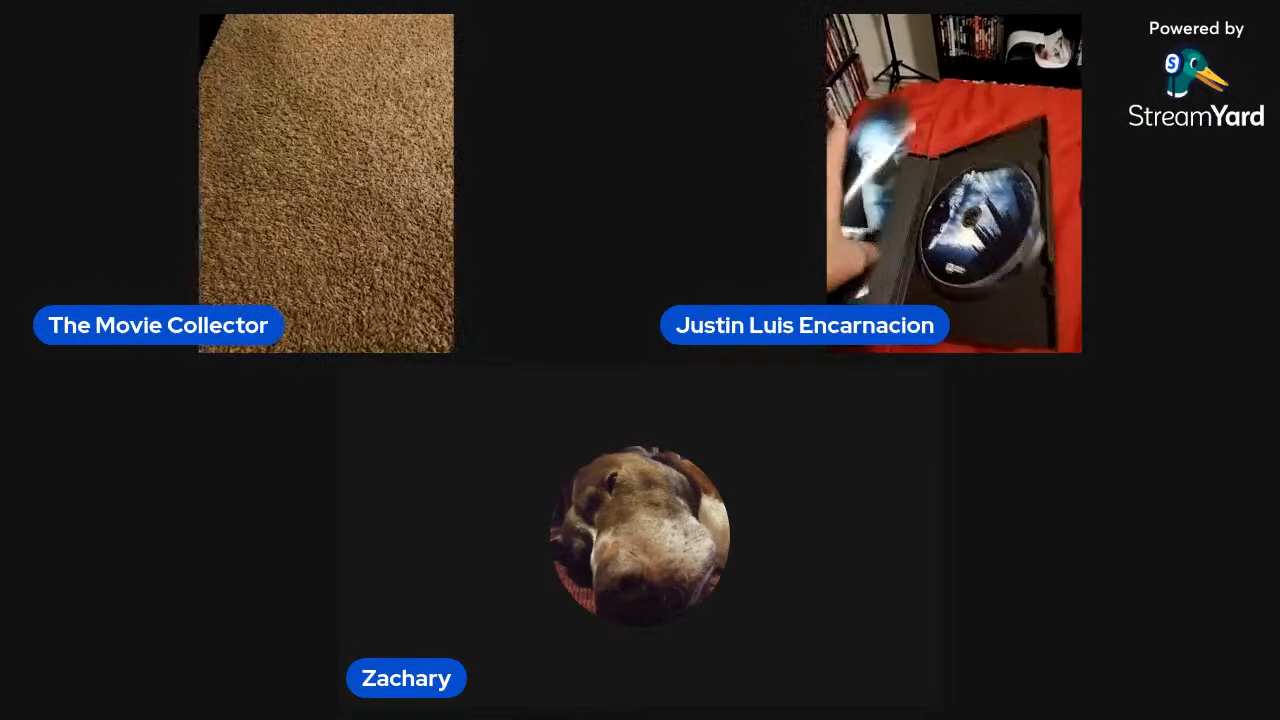 Powered by
StreamYard
The Movie Collector
Justin Luis Encarnacion
Zachary